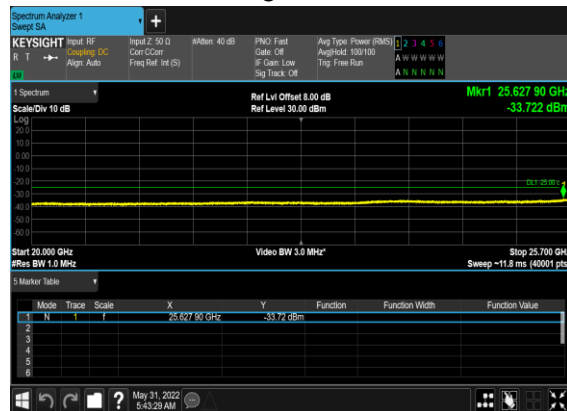 Spectrum Analyzer 1
Swept SA
+
KEYSIGHT Input: RF Input Z: 50 Ω #Atten: 40 dB PNO: Fast Avg Type: Power (RMS) 1 2 3 4 5 6
R T Coupling: DC Corr CCorr Gate: Off Avg|Hold: 100/100 A W W W W W
Align: Auto Freq Ref: Int (S) IF Gain: Low Trig: Free Run
LV Sig Track: Off A N N N N N
1 Spectrum Ref Lvl Offset 8.00 dB Mkr1 25.627 90 GHz
Scale/Div 10 dB Ref Level 30.00 dBm -33.722 dBm
Log
20.0
10.0
0.00
-10.0
-20.0
DL1 -25.00
-30.0
-40.0
-50.0
-60.0
Start 20.000 GHz Video BW 3.0 MHz* Stop 25.700 GHz
#Res BW 1.0 MHz Sweep ~11.8 ms (40001 pts)
5 Marker Table
Mode Trace Scale X Y Function Function Width Function Value
1 N 1 f 25.627 90 GHz -33.72 dBm
2
3
4
5
6
? May 31, 2022
5:43:29 AM